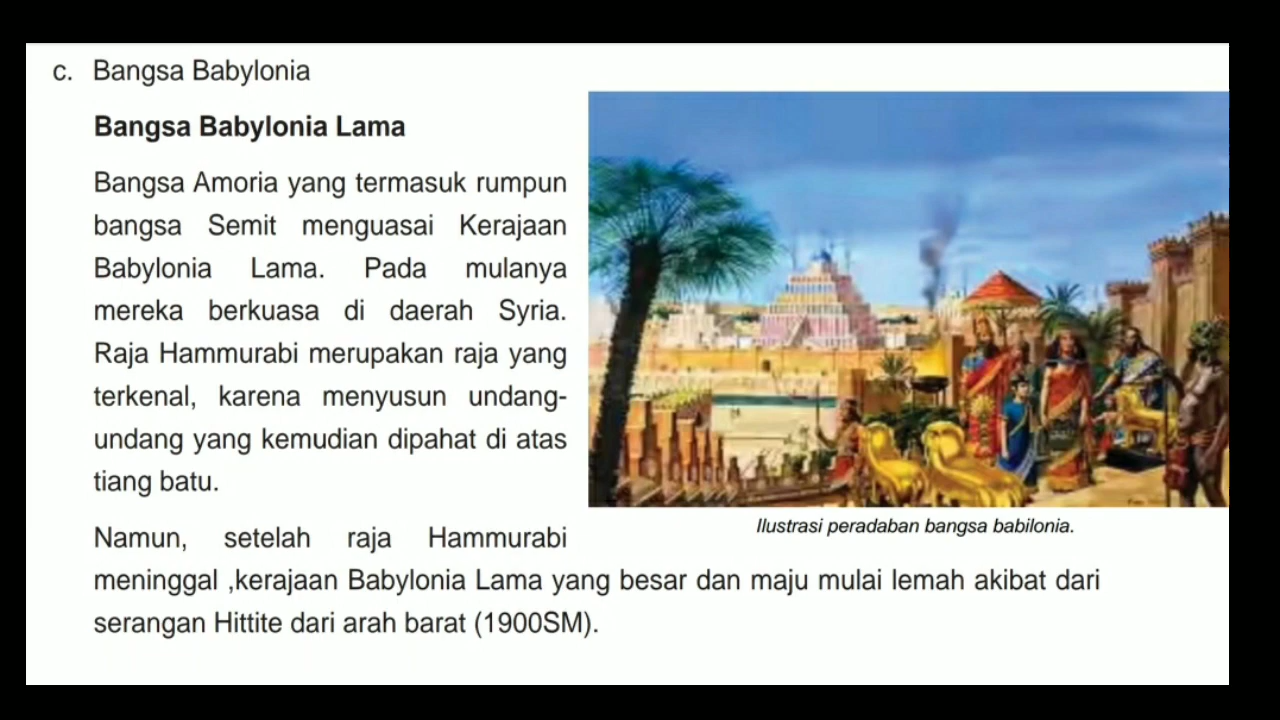 c. Bangsa Babylonia
Bangsa Babylonia Lama
Bangsa Amoria yang termasuk rumpun
bangsa Semit menguasai Kerajaan
Babylonia Lama. Pada mulanya
mereka berkuasa di daerah Syria.
Raja Hammurabi merupakan raja yang
terkenal, karena menyusun undang-
undang yang kemudian dipahat di atas
tiang batu.
Ilustrasi peradaban bangsa babilonia.
Namun, setelah raja Hammurabi
meninggal ,kerajaan Babylonia Lama yang besar dan maju mulai lemah akibat dari
serangan Hittite dari arah barat (1900SM).